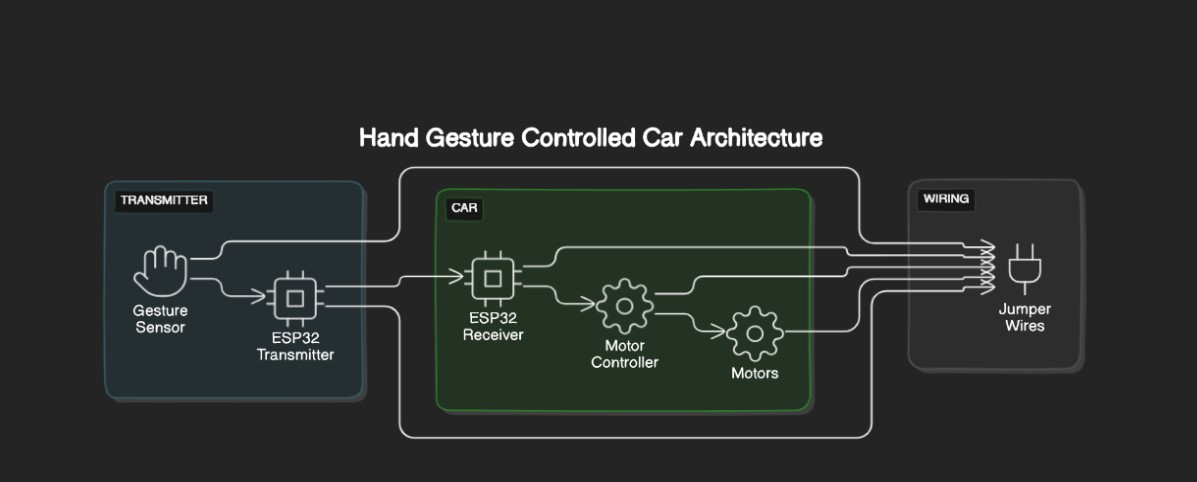 Hand Gesture Controlled Car Architecture
TRANSMITTER
Gesture
Sensor
ESP32
Transmitter
CAR
ESP32
Receiver
Motor
Controller
Motors
WIRING
Jumper
Wires